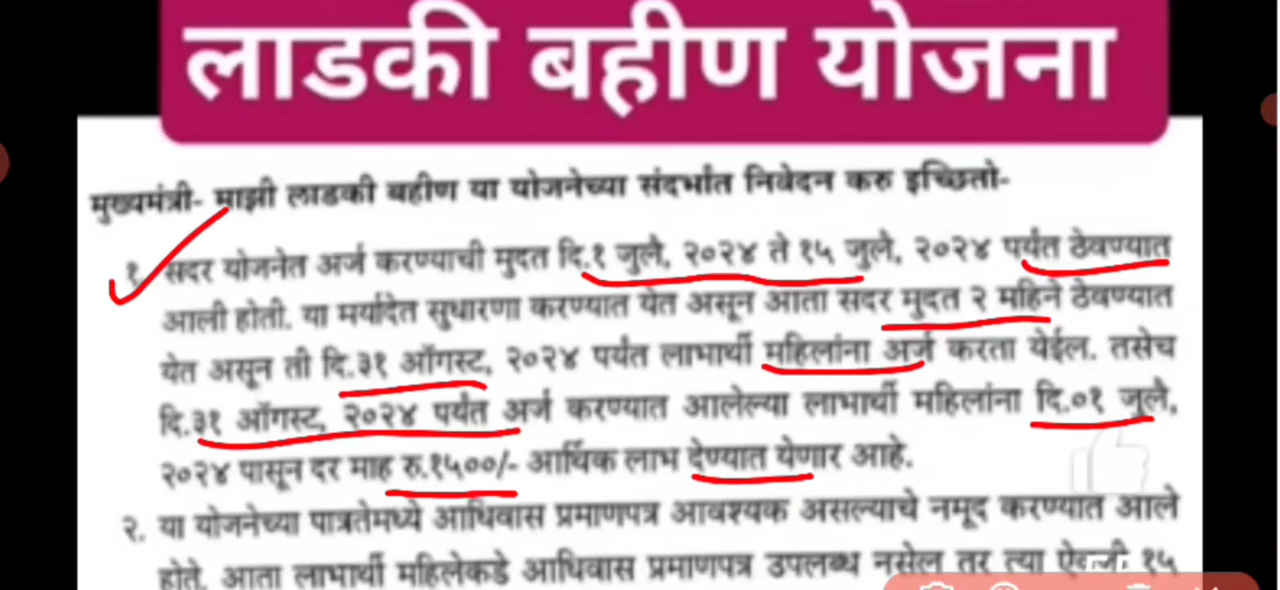 लाडकी बहीण योजना
मुख्यमंत्री- माझी लाडकी बहीण या योजनेच्या संदर्भात निवेदन करु इच्छितो-
१. सदर योजनेत अर्ज करण्याची मुदत दि.१ जुलै, २०२४ ते १५ जुलै, २०२४ पर्यंत ठेवण्यात
आली होती. या मर्यादेत सुधारणा करण्यात येत असून आता सदर मुदत २ महिने ठेवण्यात
येत असून ती दि.३१ ऑगस्ट, २०२४ पर्यंत लाभार्थी महिलांना अर्ज करता येईल. तसेच
दि.३१ ऑगस्ट, २०२४ पर्यंत अर्ज करण्यात आलेल्या लाभार्थी महिलांना दि.०१ जुलै,
२०२४ पासून दर माह रु.१५००/- आर्थिक लाभ देण्यात येणार आहे.
२. या योजनेच्या पात्रतेमध्ये आधिवास प्रमाणपत्र आवश्यक असल्याचे नमूद करण्यात आले
होते. आता लाभार्थी महिलेकडे आधिवास प्रमाणपत्र उपलब्ध नसेल तर त्या ऐवजी १५